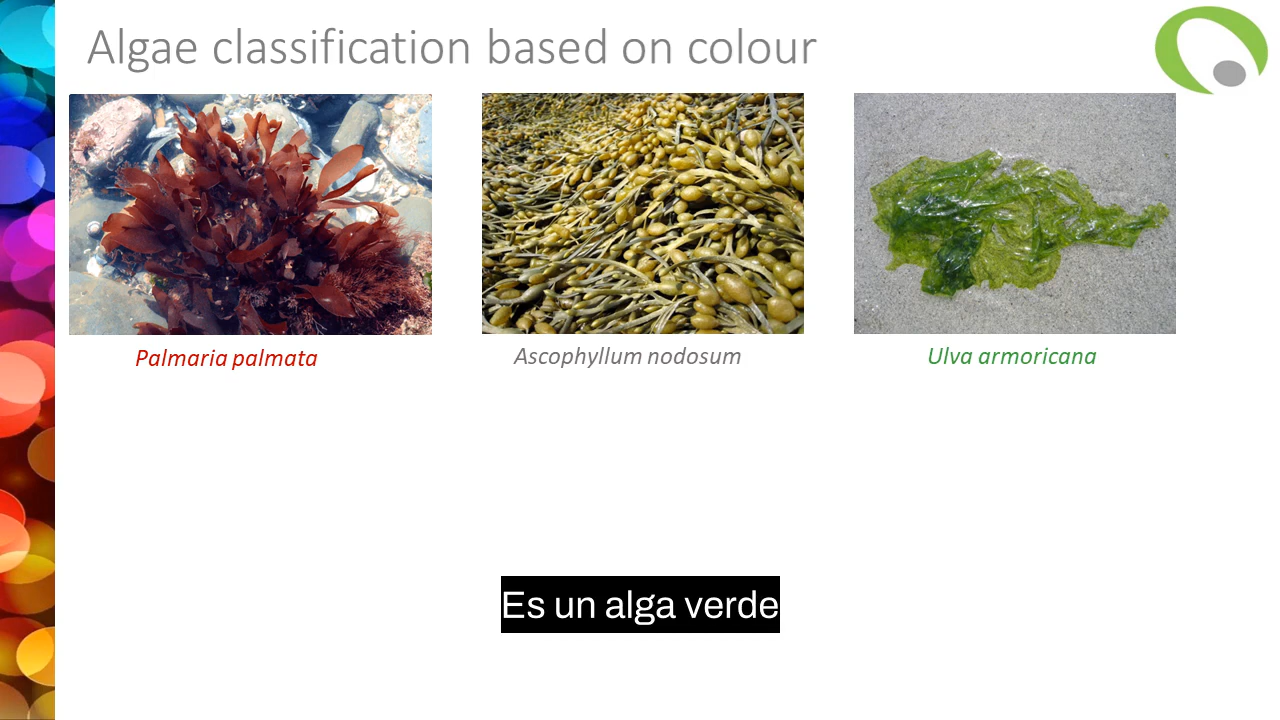 Algae classification based on colour
Palmaria palmata
Ascophyllum nodosum
Ulva armoricana
Es un alga verde